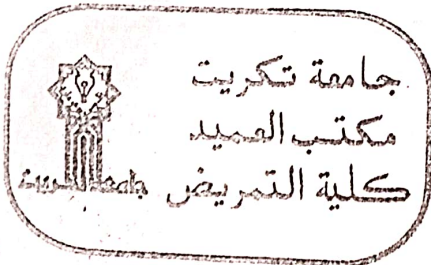 جامعة تكريت
مكتب العميد
كلية التمريض